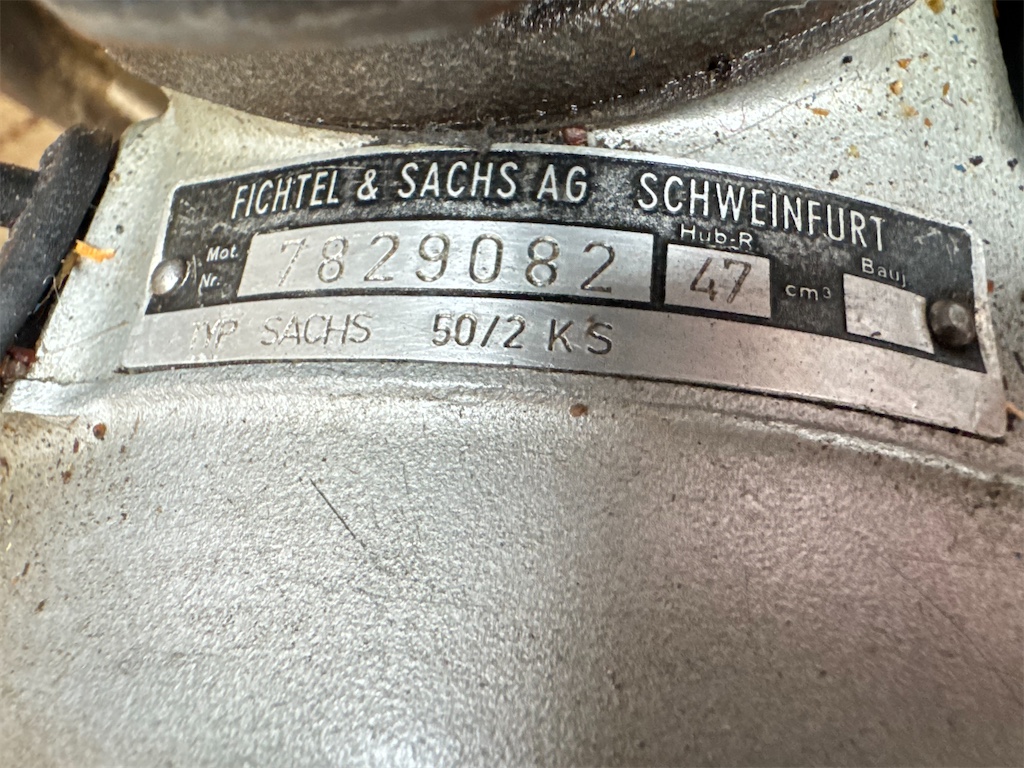 FICHTEL & SACHS AG SCHWEINFURT
Mot. Nr. 7829082 Hub-R. 47 cm³ Bauj
TYP SACHS 50/2 KS